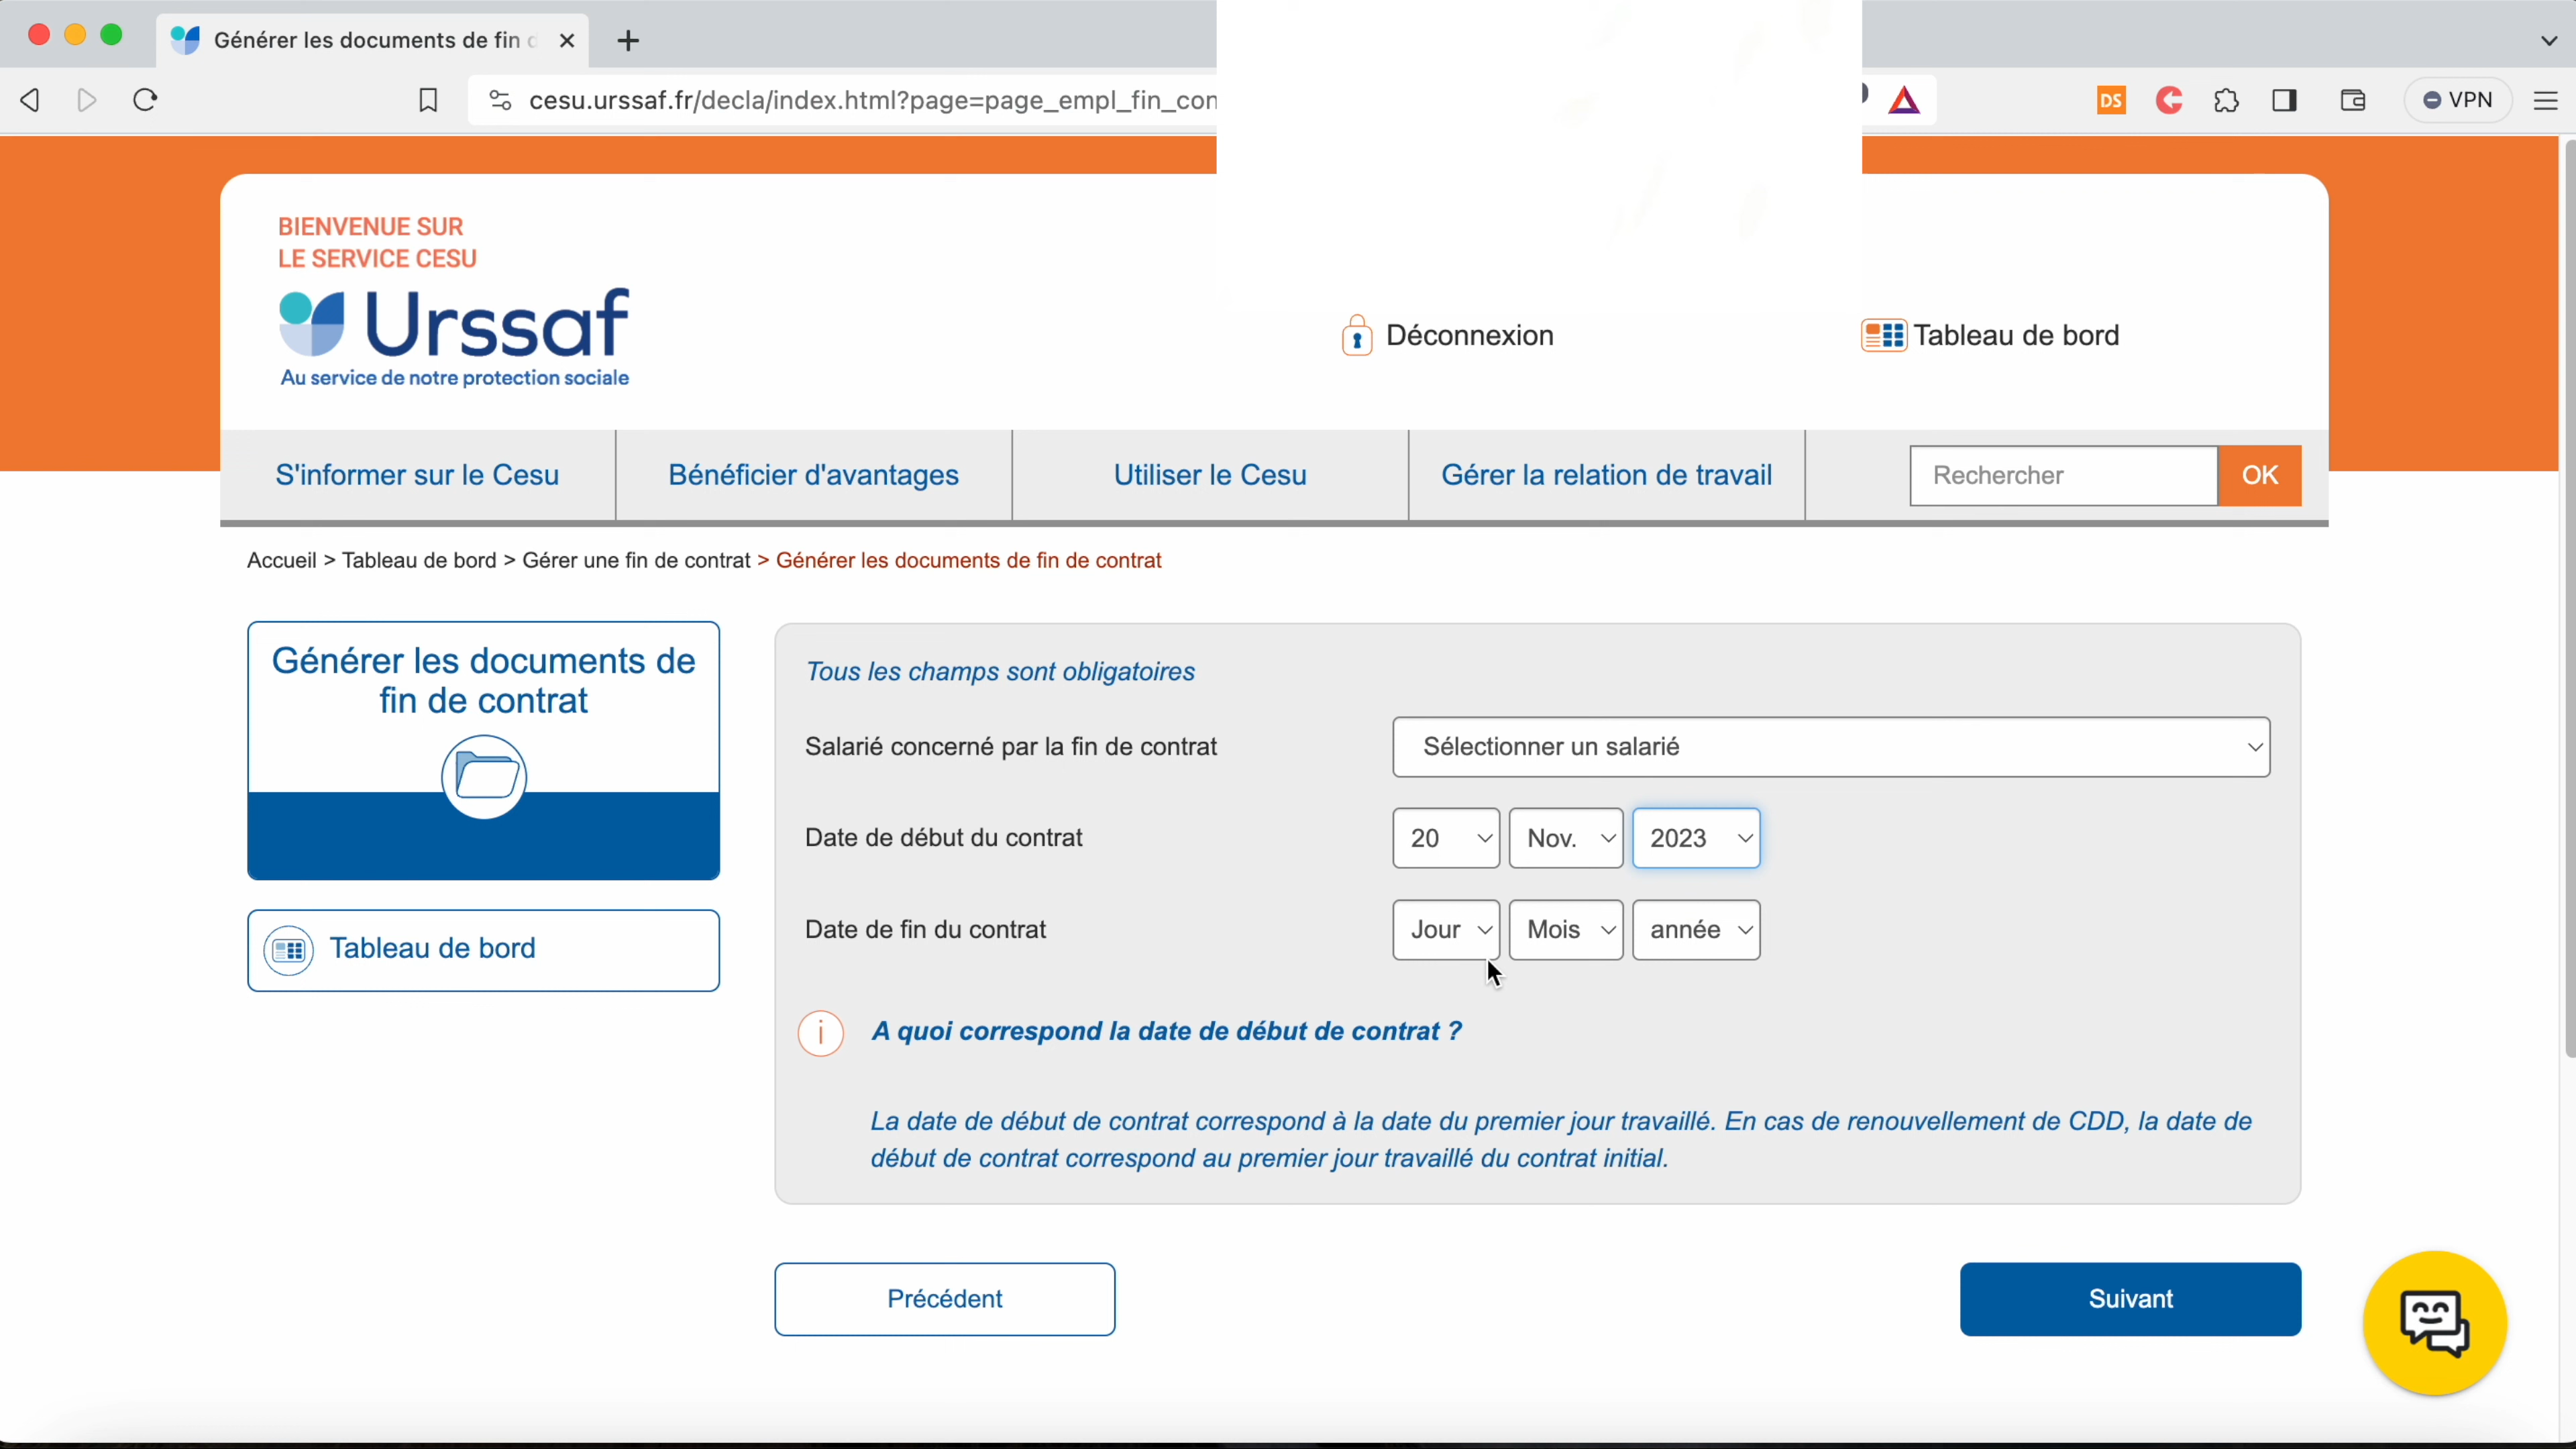 Générer les documents de fin d
cesu.urssaf.fr/decla/index.html?page=page_empl_fin_con
DS
VPN
BIENVENUE SUR
LE SERVICE CESU
Urssaf
Au service de notre protection sociale
Déconnexion
Tableau de bord
S'informer sur le Cesu
Bénéficier d'avantages
Utiliser le Cesu
Gérer la relation de travail
Rechercher
OK
Accueil > Tableau de bord > Gérer une fin de contrat > Générer les documents de fin de contrat
Générer les documents de
fin de contrat
Tableau de bord
Tous les champs sont obligatoires
Salarié concerné par la fin de contrat
Sélectionner un salarié
Date de début du contrat
20 Nov. 2023
Date de fin du contrat
Jour Mois année
i
A quoi correspond la date de début de contrat ?
La date de début de contrat correspond à la date du premier jour travaillé. En cas de renouvellement de CDD, la date de
début de contrat correspond au premier jour travaillé du contrat initial.
Précédent
Suivant